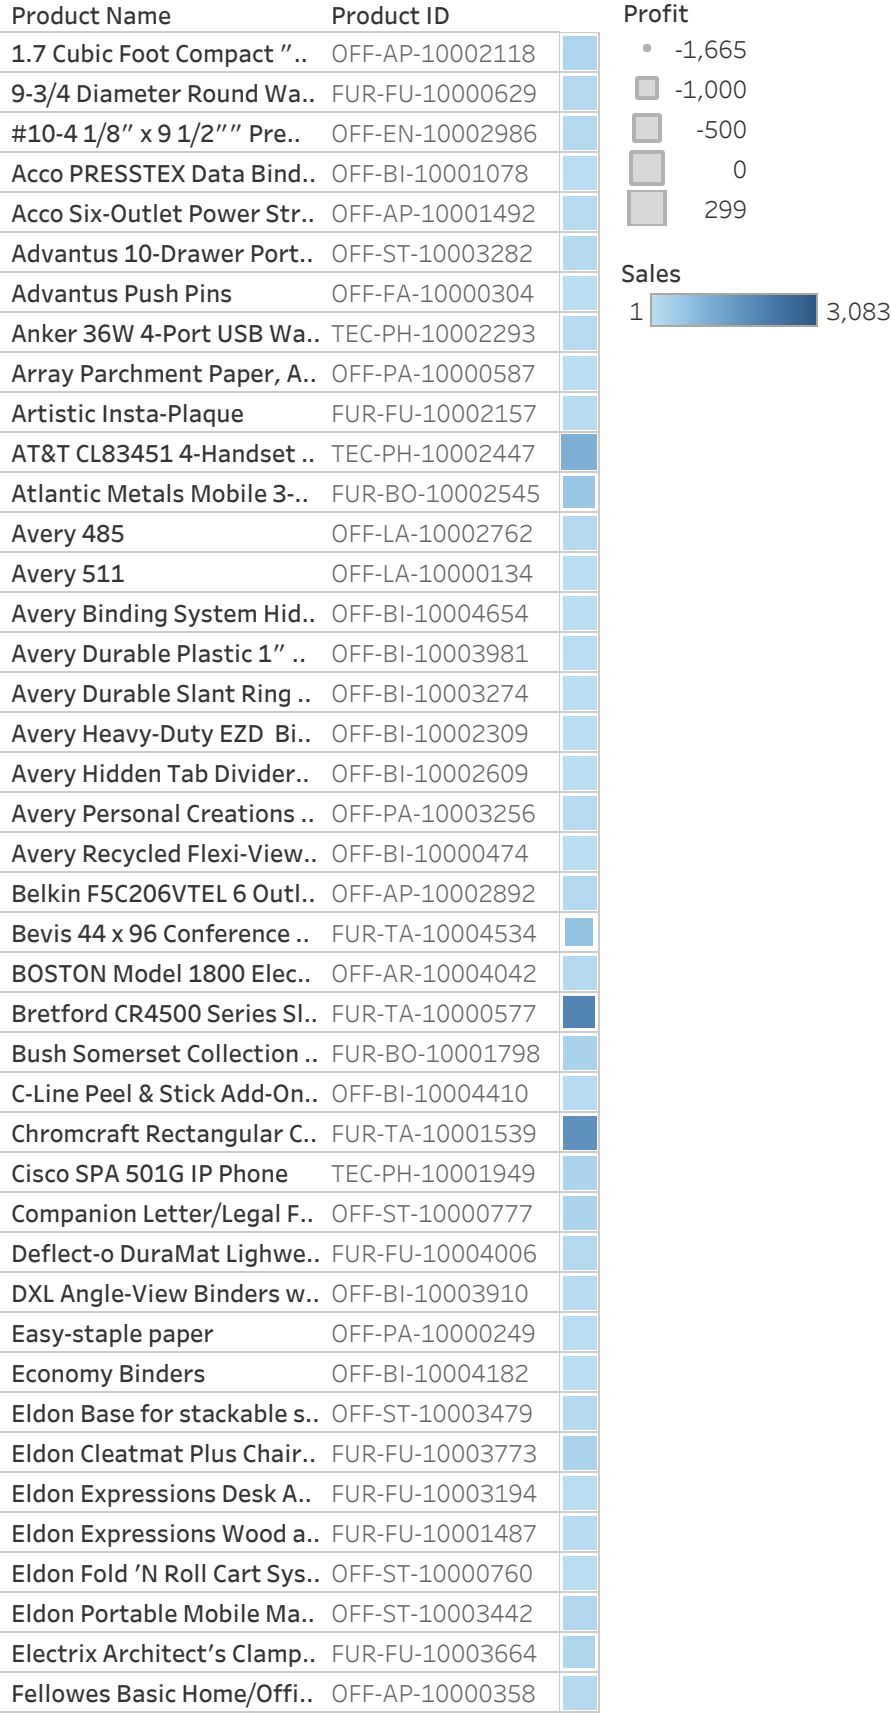 Product Name Product ID
1.7 Cubic Foot Compact ".. OFF-AP-10002118
9-3/4 Diameter Round Wa.. FUR-FU-10000629
#10-4 1/8" x 9 1/2"" Pre.. OFF-EN-10002986
Acco PRESSTEX Data Bind.. OFF-BI-10001078
Acco Six-Outlet Power Str.. OFF-AP-10001492
Advantus 10-Drawer Port.. OFF-ST-10003282
Advantus Push Pins OFF-FA-10000304
Anker 36W 4-Port USB Wa.. TEC-PH-10002293
Array Parchment Paper, A.. OFF-PA-10000587
Artistic Insta-Plaque FUR-FU-10002157
AT&T CL83451 4-Handset .. TEC-PH-10002447
Atlantic Metals Mobile 3-.. FUR-BO-10002545
Avery 485 OFF-LA-10002762
Avery 511 OFF-LA-10000134
Avery Binding System Hid.. OFF-BI-10004654
Avery Durable Plastic 1" .. OFF-BI-10003981
Avery Durable Slant Ring .. OFF-BI-10003274
Avery Heavy-Duty EZD  Bi.. OFF-BI-10002309
Avery Hidden Tab Divider.. OFF-BI-10002609
Avery Personal Creations .. OFF-PA-10003256
Avery Recycled Flexi-View.. OFF-BI-10000474
Belkin F5C206VTEL 6 Outl.. OFF-AP-10002892
Bevis 44 x 96 Conference .. FUR-TA-10004534
BOSTON Model 1800 Elec.. OFF-AR-10004042
Bretford CR4500 Series Sl.. FUR-TA-10000577
Bush Somerset Collection .. FUR-BO-10001798
C-Line Peel & Stick Add-On.. OFF-BI-10004410
Chromcraft Rectangular C.. FUR-TA-10001539
Cisco SPA 501G IP Phone TEC-PH-10001949
Companion Letter/Legal F.. OFF-ST-10000777
Deflect-o DuraMat Lighwe.. FUR-FU-10004006
DXL Angle-View Binders w.. OFF-BI-10003910
Easy-staple paper OFF-PA-10000249
Economy Binders OFF-BI-10004182
Eldon Base for stackable s.. OFF-ST-10003479
Eldon Cleatmat Plus Chair.. FUR-FU-10003773
Eldon Expressions Desk A.. FUR-FU-10003194
Eldon Expressions Wood a.. FUR-FU-10001487
Eldon Fold 'N Roll Cart Sys.. OFF-ST-10000760
Eldon Portable Mobile Ma.. OFF-ST-10003442
Electrix Architect's Clamp.. FUR-FU-10003664
Fellowes Basic Home/Offi.. OFF-AP-10000358
Profit
-1,665
-1,000
-500
0
299
Sales
1 3,083